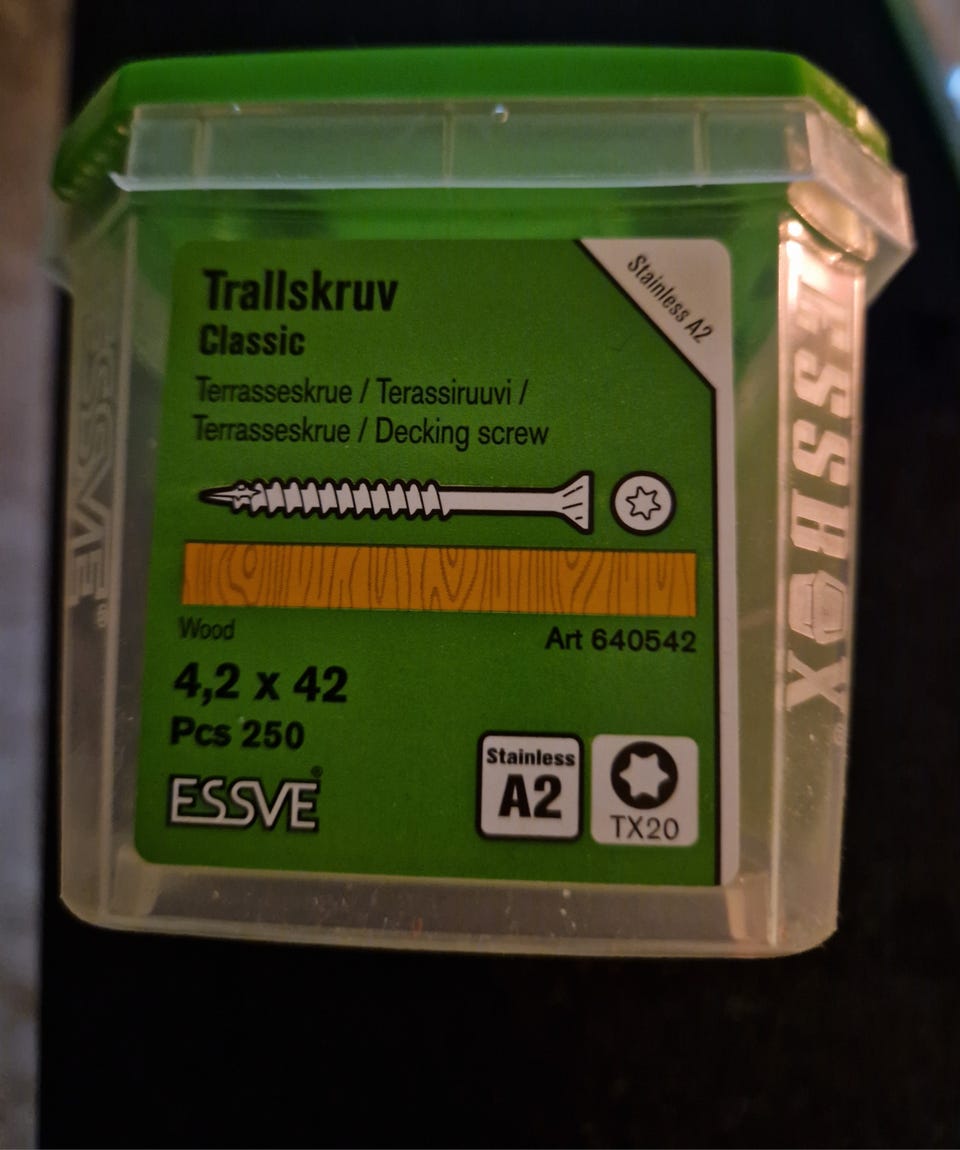 Trallskruv
Classic
Stainless A2
Terrasseskrue / Terassiruuvi /
Terrasseskrue / Decking screw
Wood
Art 640542
4,2 x 42
Pcs 250
ESSVE®
Stainless
A2
TX20
ESSBOX
ESSVE®